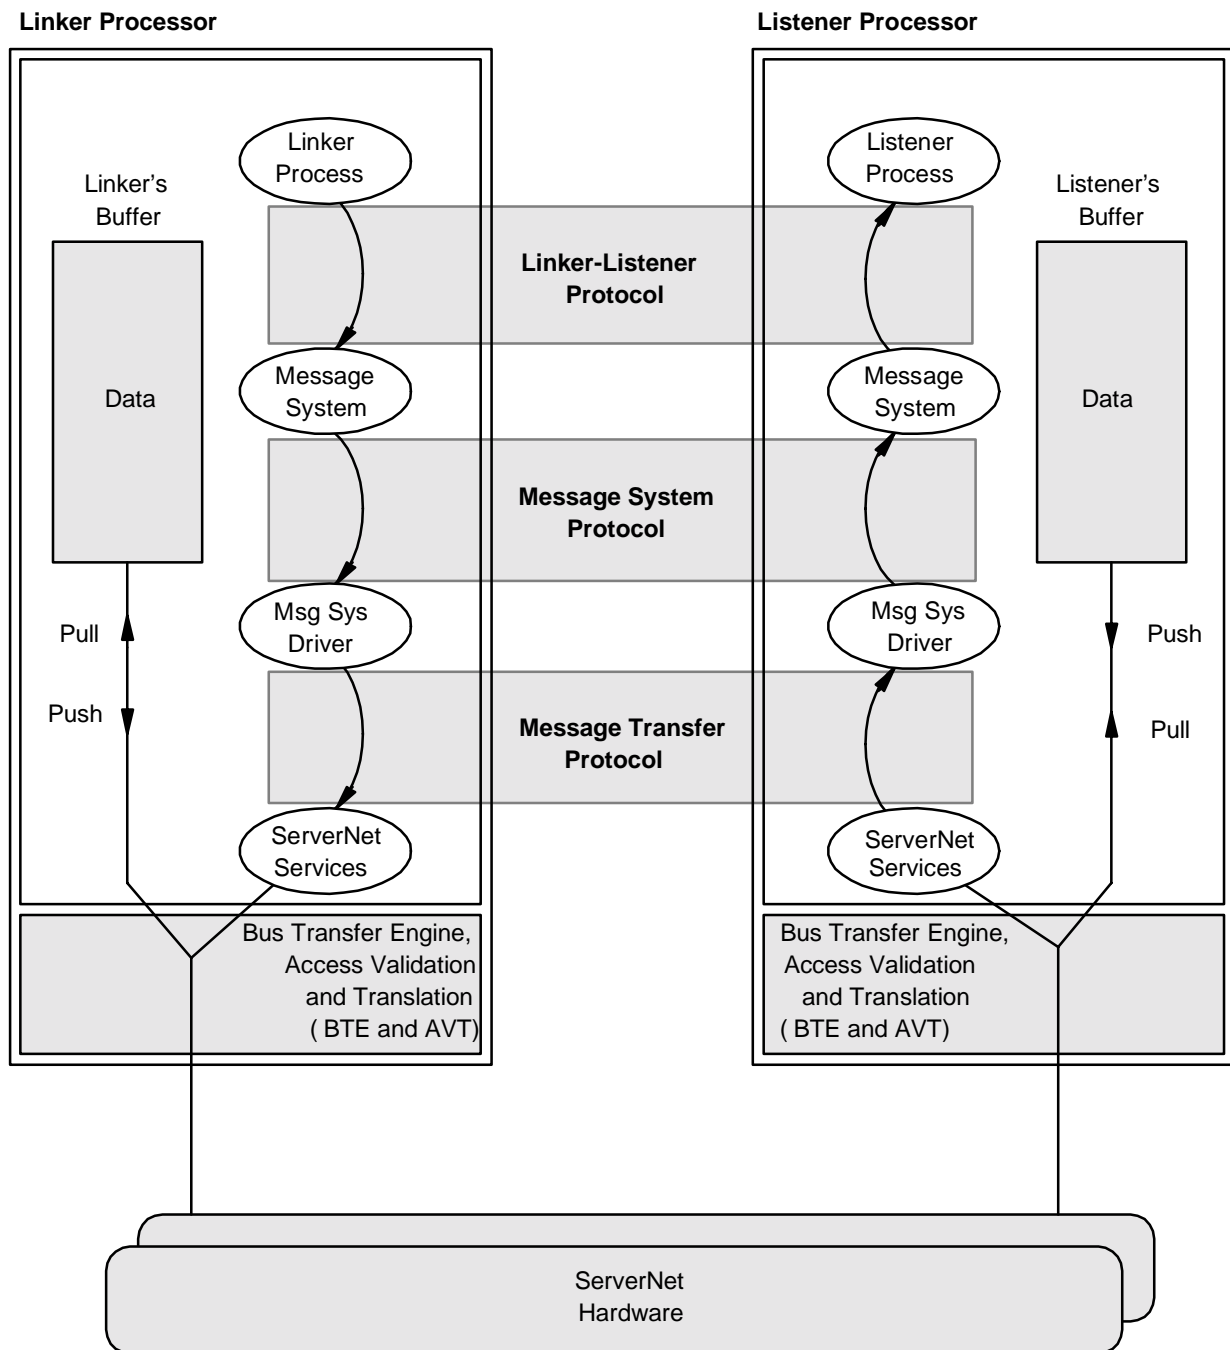 Linker Processor
Listener Processor
Linker
Process
Listener
Process
Linker's
Buffer
Listener's
Buffer
Linker-Listener
Protocol
Data
Message
System
Message
System
Data
Message System
Protocol
Msg Sys
Driver
Msg Sys
Driver
Pull
Push
Push
Pull
Message Transfer
Protocol
ServerNet
Services
ServerNet
Services
Bus Transfer Engine,
Access Validation
and Translation
( BTE and AVT)
Bus Transfer Engine,
Access Validation
and Translation
( BTE and AVT)
ServerNet
Hardware